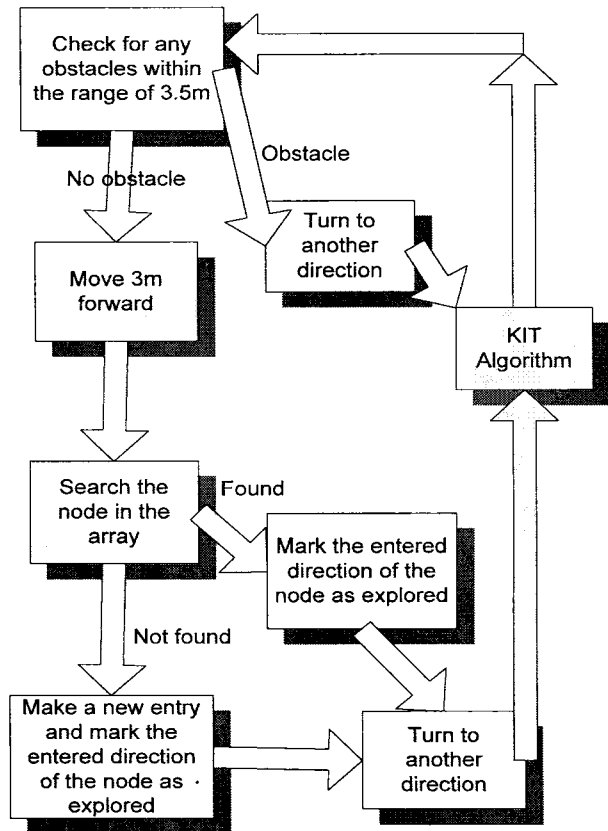 Check for any
obstacles within
the range of 3.5m
Obstacle
No obstacle
Turn to
another
direction
Move 3m
forward
KIT
Algorithm
Search the
node in the
array
Found
Mark the entered
direction of the
node as explored
Not found
Make a new entry
and mark the
entered direction
of the node as
explored
Turn to
another
direction